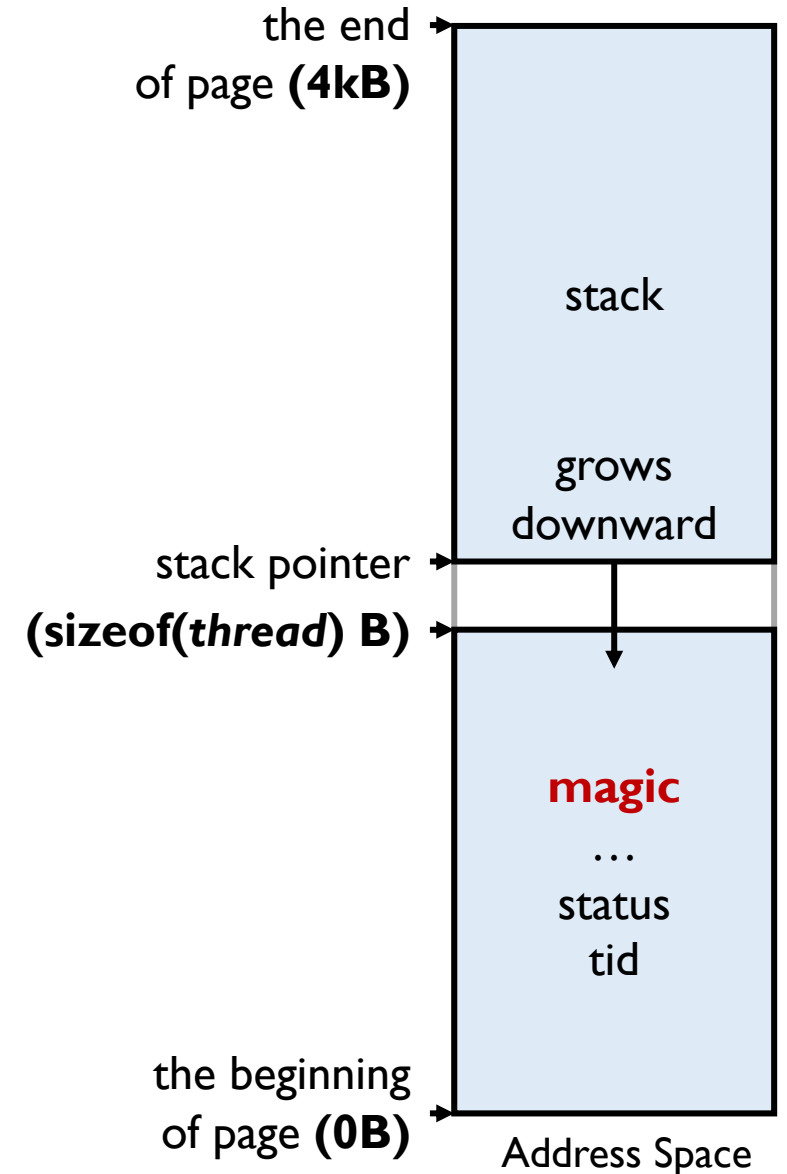 the end
of page (4kB)
stack
grows
downward
stack pointer
(sizeof(thread) B)
magic
…
status
tid
the beginning
of page (0B)
Address Space